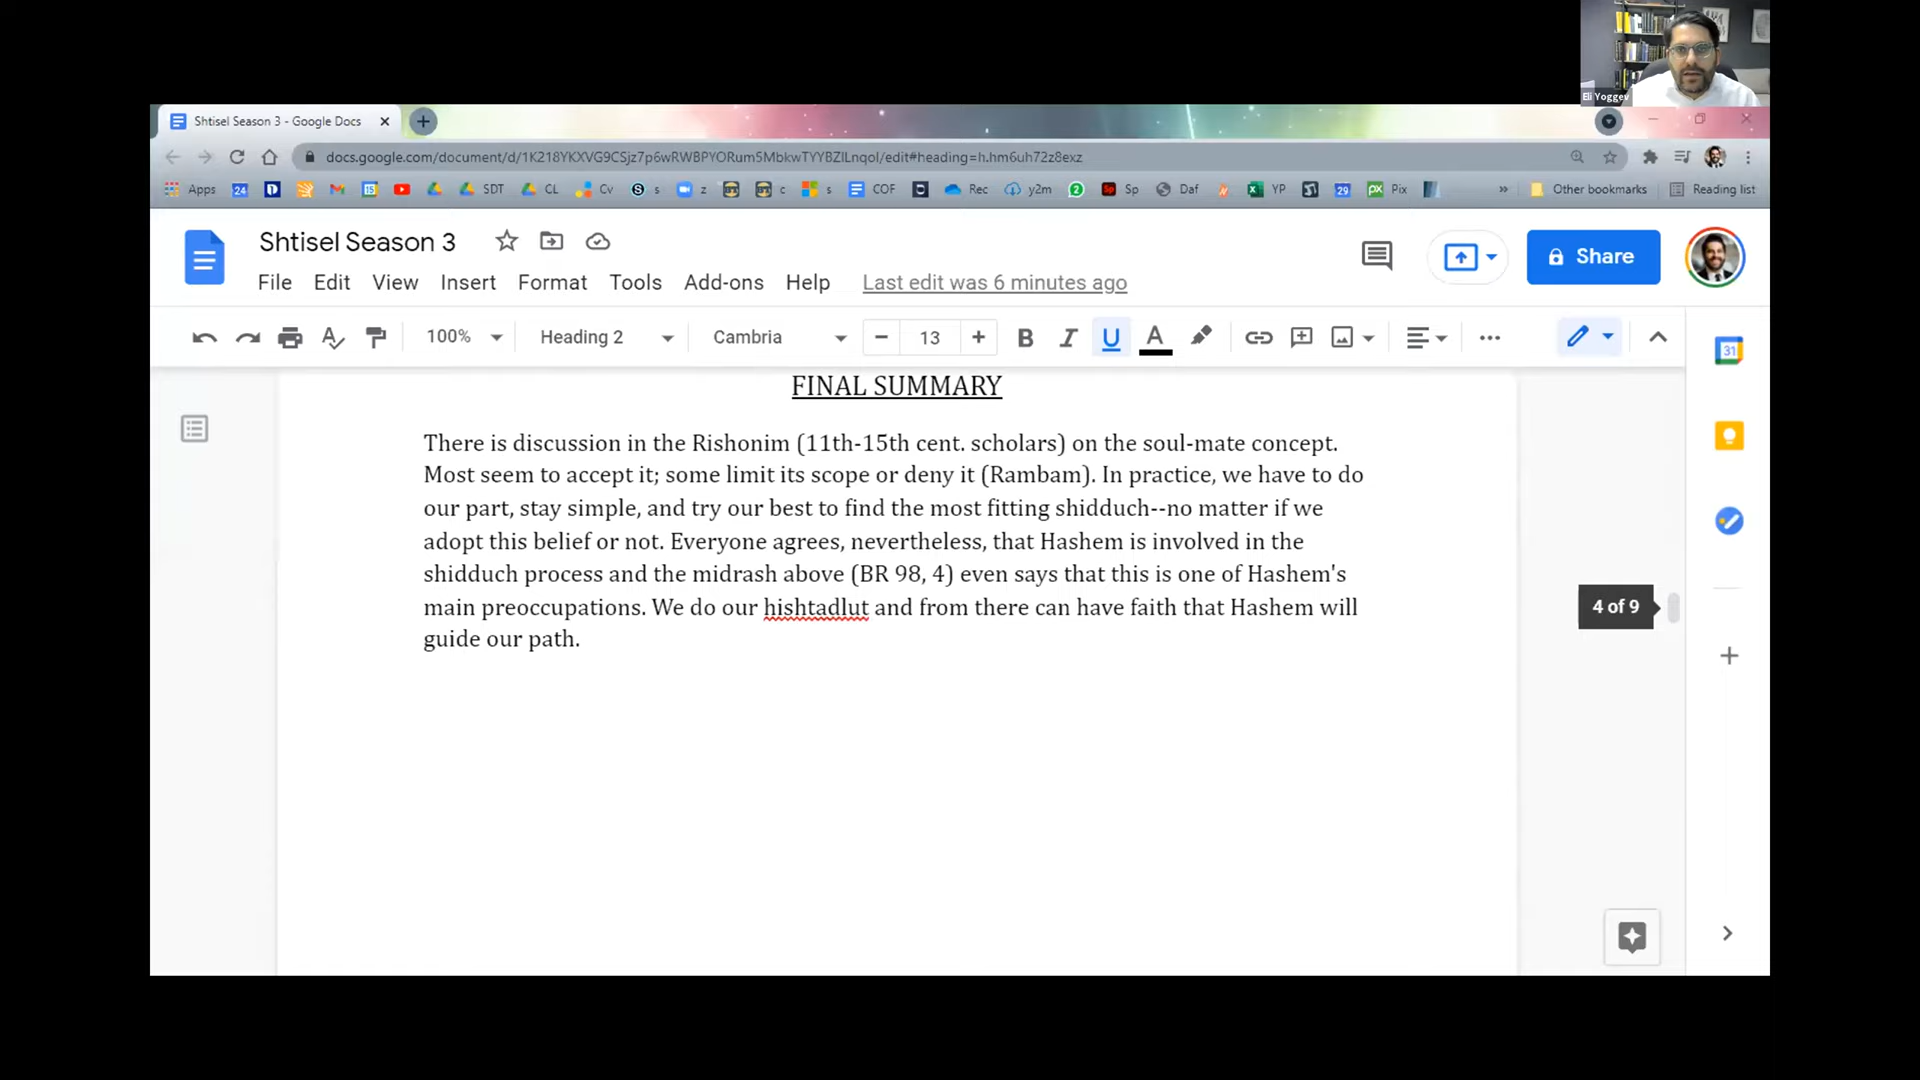 Eli Yoggev
Shtisel Season 3 - Google Docs
docs.google.com/document/d/1K218YKXVG9CSjz7p6wRWBPYORum5MbkwTYYBZlLnqoI/edit#heading=h.hm6uh72z8exz
Apps 24 15 SDT CL Cv s z c s COF Rec y2m 2 Sp Daf YP 29 Pix » Other bookmarks Reading list
Shtisel Season 3
Share
File Edit View Insert Format Tools Add-ons Help Last edit was 6 minutes ago
100% Heading 2 Cambria 13 B I U A
31
FINAL SUMMARY
There is discussion in the Rishonim (11th-15th cent. scholars) on the soul-mate concept.
Most seem to accept it; some limit its scope or deny it (Rambam). In practice, we have to do
our part, stay simple, and try our best to find the most fitting shidduch--no matter if we
adopt this belief or not. Everyone agrees, nevertheless, that Hashem is involved in the
shidduch process and the midrash above (BR 98, 4) even says that this is one of Hashem's
main preoccupations. We do our hishtadlut and from there can have faith that Hashem will
guide our path.
4 of 9